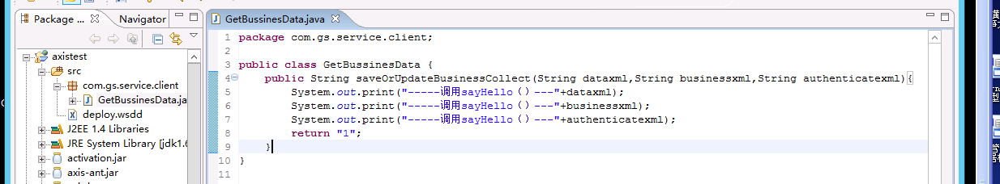 Package ...
Navigator
axistest
src
com.gs.service.client
GetBussinesData.ja
deploy.wsdd
J2EE 1.4 Libraries
JRE System Library [jdk1.6
activation.jar
axis-ant.jar
GetBussinesData.java
1 package com.gs.service.client;
2
3 public class GetBussinesData {
4 public String saveOrUpdateBusinessCollect(String dataxml,String businessxml,String authenticatexml){
5 System.out.print("-----调用sayHello（）---"+dataxml);
6 System.out.print("-----调用sayHello（）---"+businessxml);
7 System.out.print("-----调用sayHello（）---"+authenticatexml);
8 return "1";
9 }
10 }
11